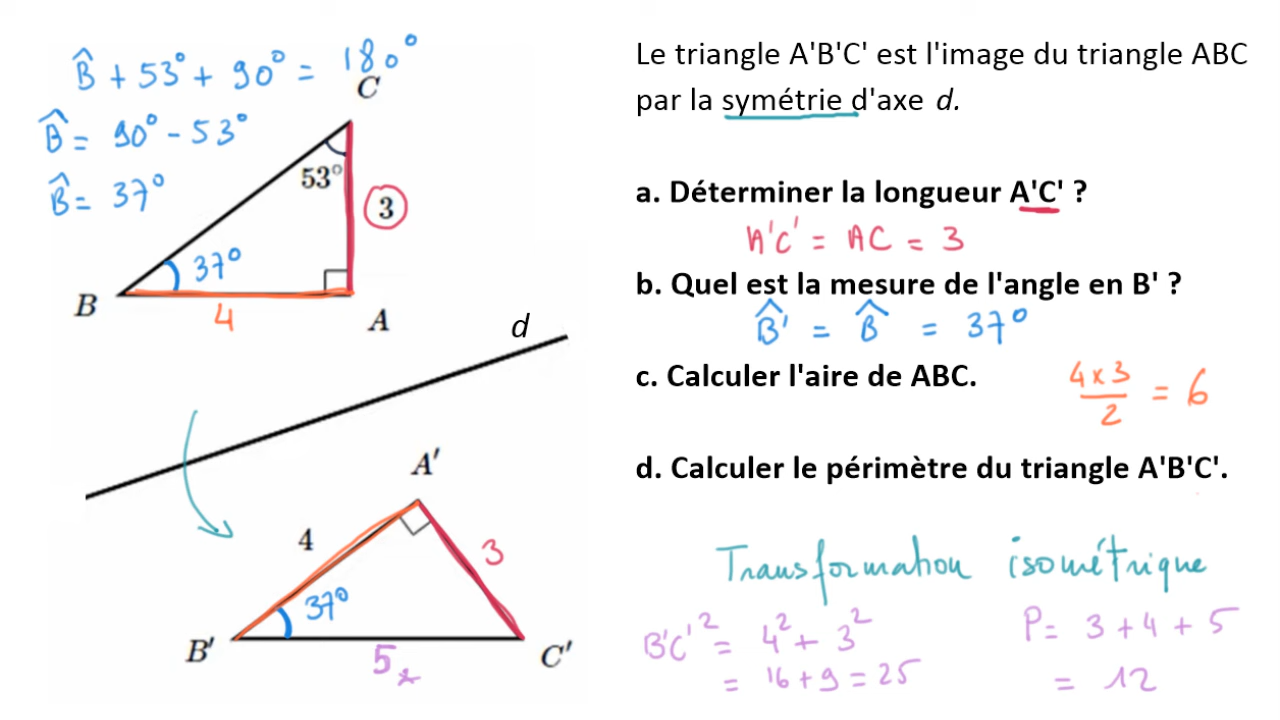 B̂ + 53° + 90° = 180°
B̂ = 90° - 53°
B̂ = 37°
C
53°
3
37°
B
4
A
d
A'
4
3
37°
B'
5
C'
Le triangle A'B'C' est l'image du triangle ABC
par la symétrie d'axe d.
a. Déterminer la longueur A'C' ?
A'C' = AC = 3
b. Quel est la mesure de l'angle en B' ?
B̂' = B̂ = 37°
c. Calculer l'aire de ABC.
4 x 3 / 2 = 6
d. Calculer le périmètre du triangle A'B'C'.
Transformation isométrique
B'C'² = 4² + 3²
= 16 + 9 = 25
P = 3 + 4 + 5
= 12